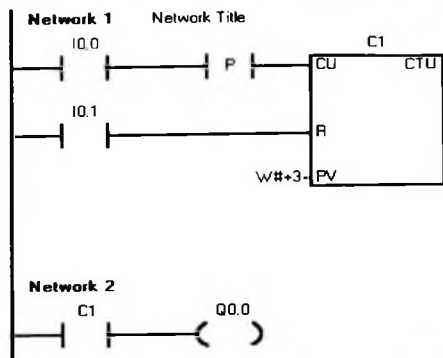 Network 1 Network Title
I0.0 C1
P CU CTU
I0.1
R
W#+3- PV
Network 2
C1 Q0.0